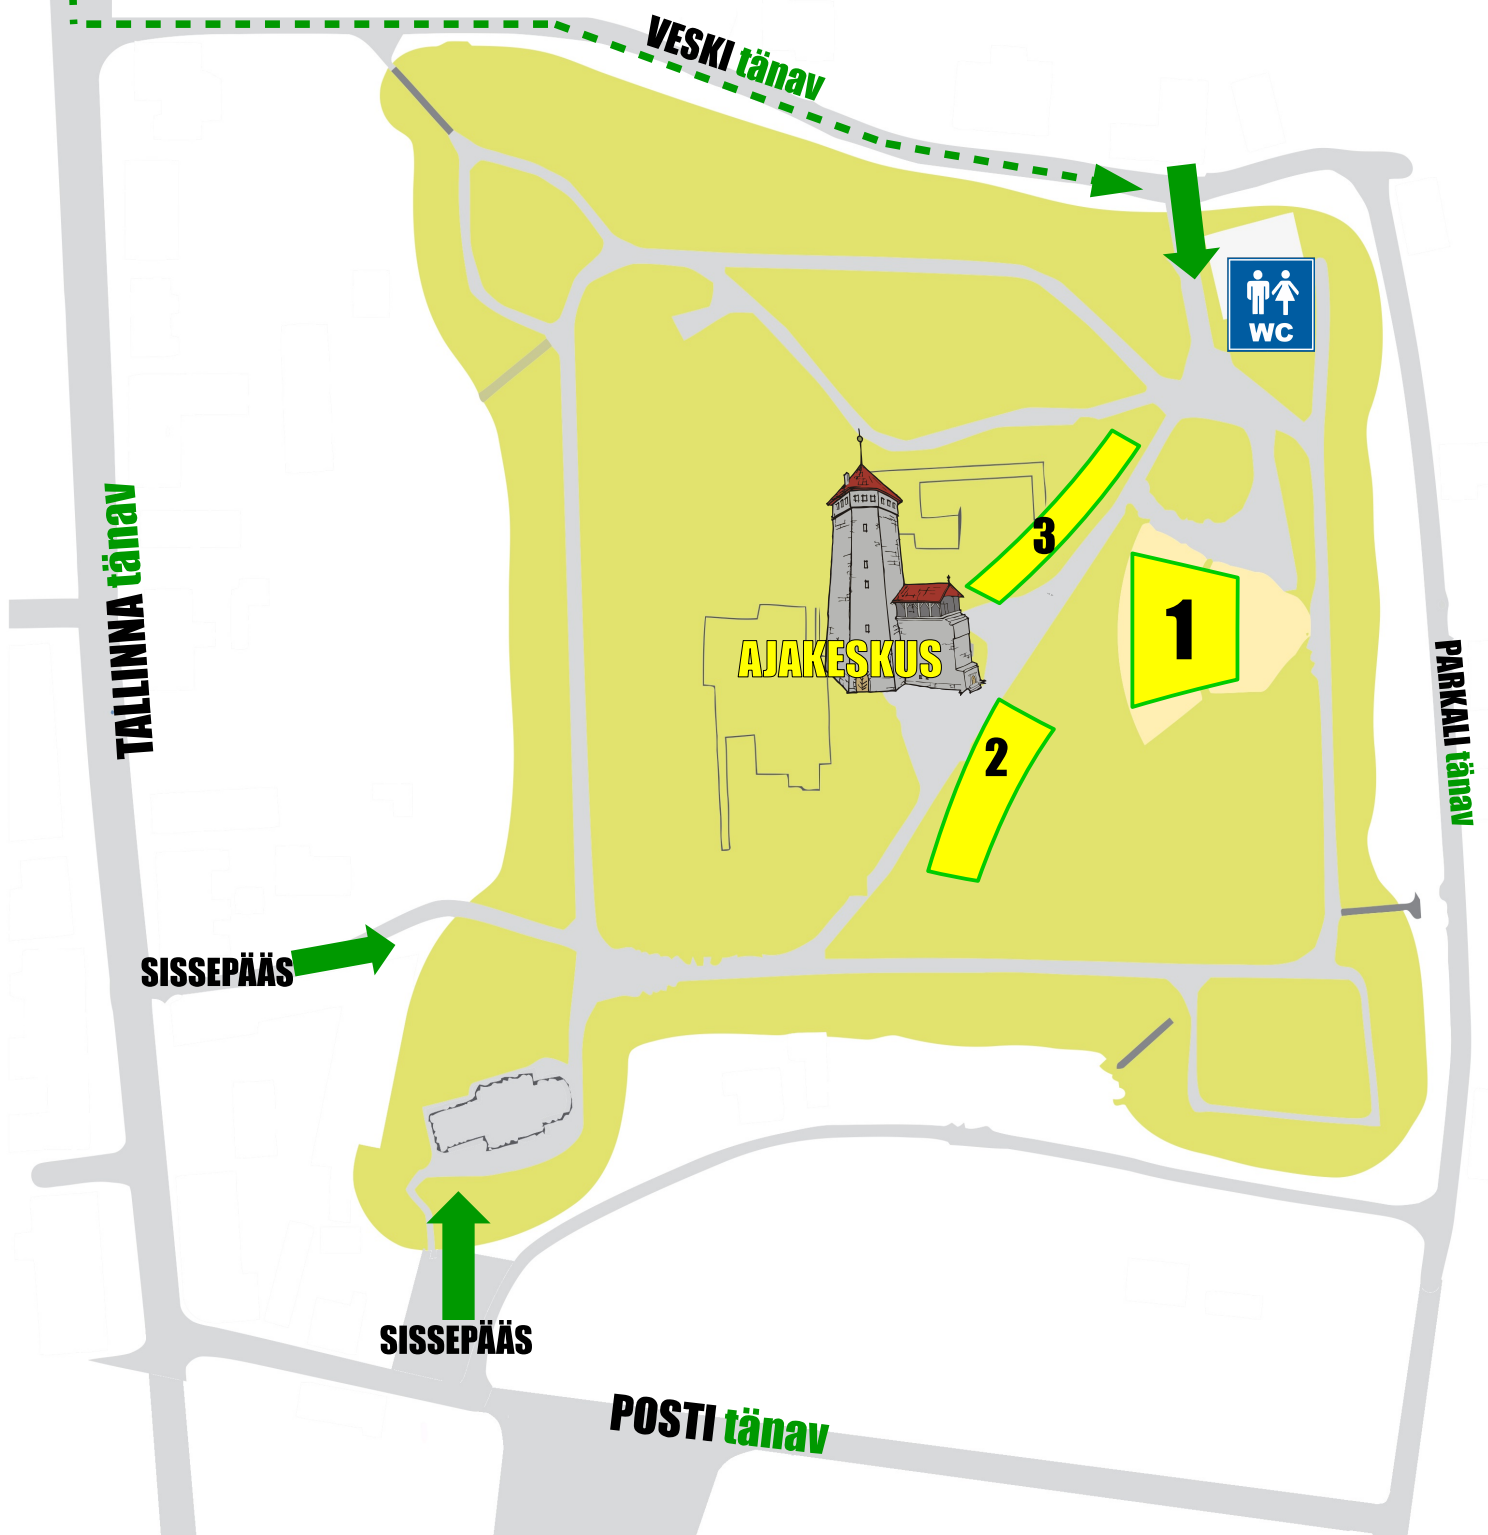 VESKI tänav
WC
TALLINNA tänav
3
1
AJAKESKUS
PARKALI tänav
2
SISSEPÄÄS
SISSEPÄÄS
POSTI tänav